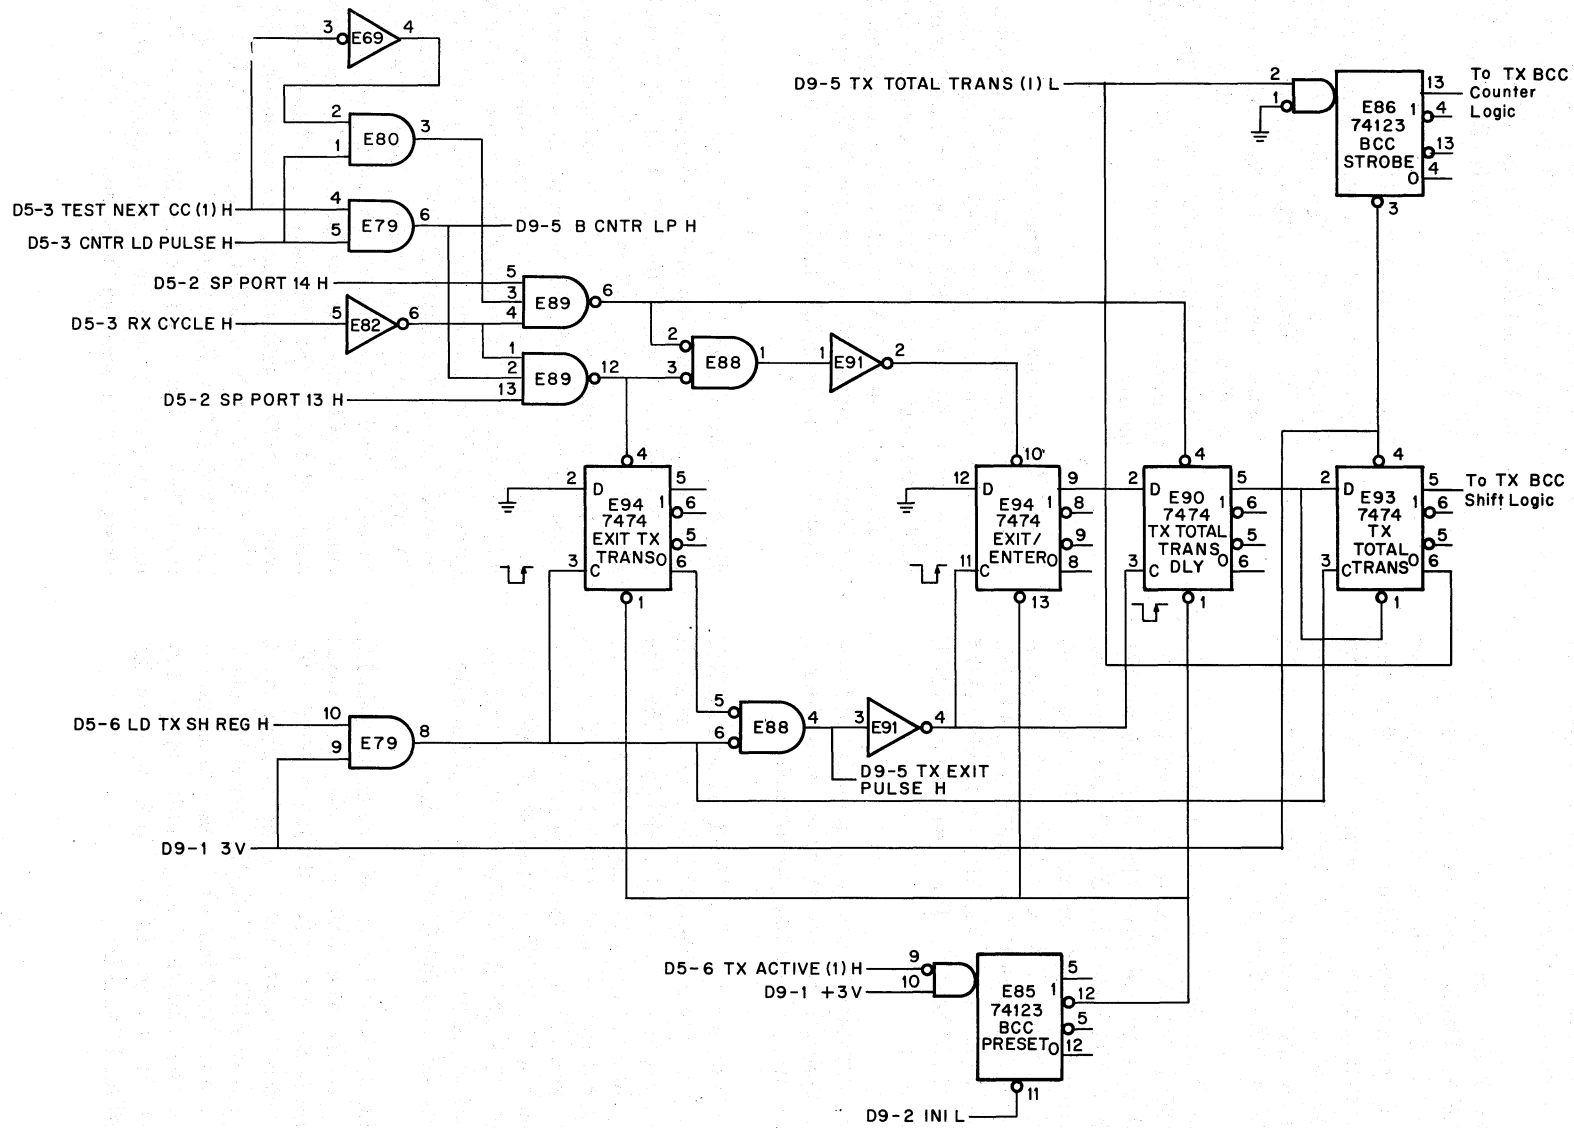 3 E69 4
D9-5 TX TOTAL TRANS (1) L
2
1
E86
74123
BCC
STROBE
1
O
13
4
13
4
3
To TX BCC
Counter
Logic
2
1
E80
3
D5-3 TEST NEXT CC (1) H
D5-3 CNTR LD PULSE H
4
5
E79
6
D9-5 B CNTR LP H
D5-2 SP PORT 14 H
D5-3 RX CYCLE H
5 E82 6
5
3
4
E89
6
1
2
13
E89
12
D5-2 SP PORT 13 H
2
3
E88
1
1 E91 2
4
2 D
E94
7474
EXIT TX
TRANS
1
O
5
6
5
6
3 C
1
10
12 D
E94
7474
EXIT/
ENTER
1
O
9
8
9
8
11 C
13
4
2 D
E90
7474
TX TOTAL
TRANS
DLY
1
O
5
6
5
6
3 C
1
4
2 D
E93
7474
TX
TOTAL
TRANS
1
O
5
6
5
6
3 C
1
To TX BCC
Shift Logic
D5-6 LD TX SH REG H
10
9
E79
8
5
6
E88
4
3 E91 4
D9-5 TX EXIT
PULSE H
D9-1 3V
D5-6 TX ACTIVE (1) H
D9-1 +3V
9
10
E85
74123
BCC
PRESET
1
O
5
12
5
12
11
D9-2 INI L